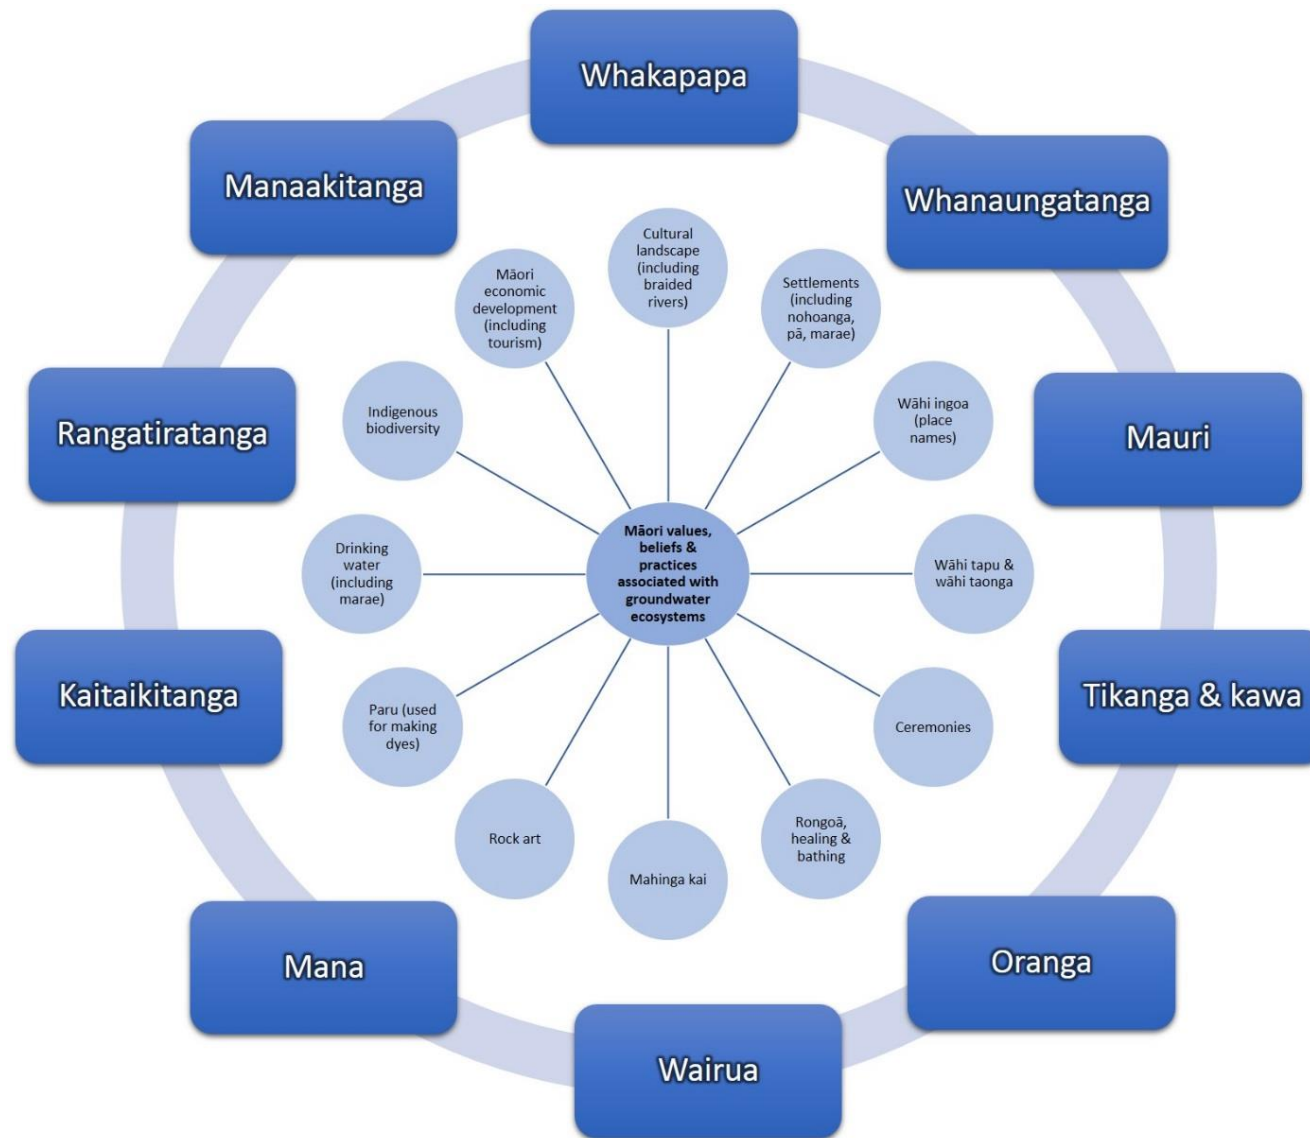 Whakapapa
Whanaungatanga
Mauri
Tikanga & kawa
Oranga
Wairua
Mana
Kaitaikitanga
Rangatiratanga
Manaakitanga
Cultural
landscape
(including
braided
rivers)
Settlements
(including
nohoanga,
pā, marae)
Wāhi ingoa
(place
names)
Wāhi tapu &
wāhi taonga
Ceremonies
Rongoā,
healing &
bathing
Mahinga kai
Rock art
Paru (used
for making
dyes)
Drinking
water
(including
marae)
Indigenous
biodiversity
Māori
economic
development
(including
tourism)
Māori values,
beliefs &
practices
associated with
groundwater
ecosystems